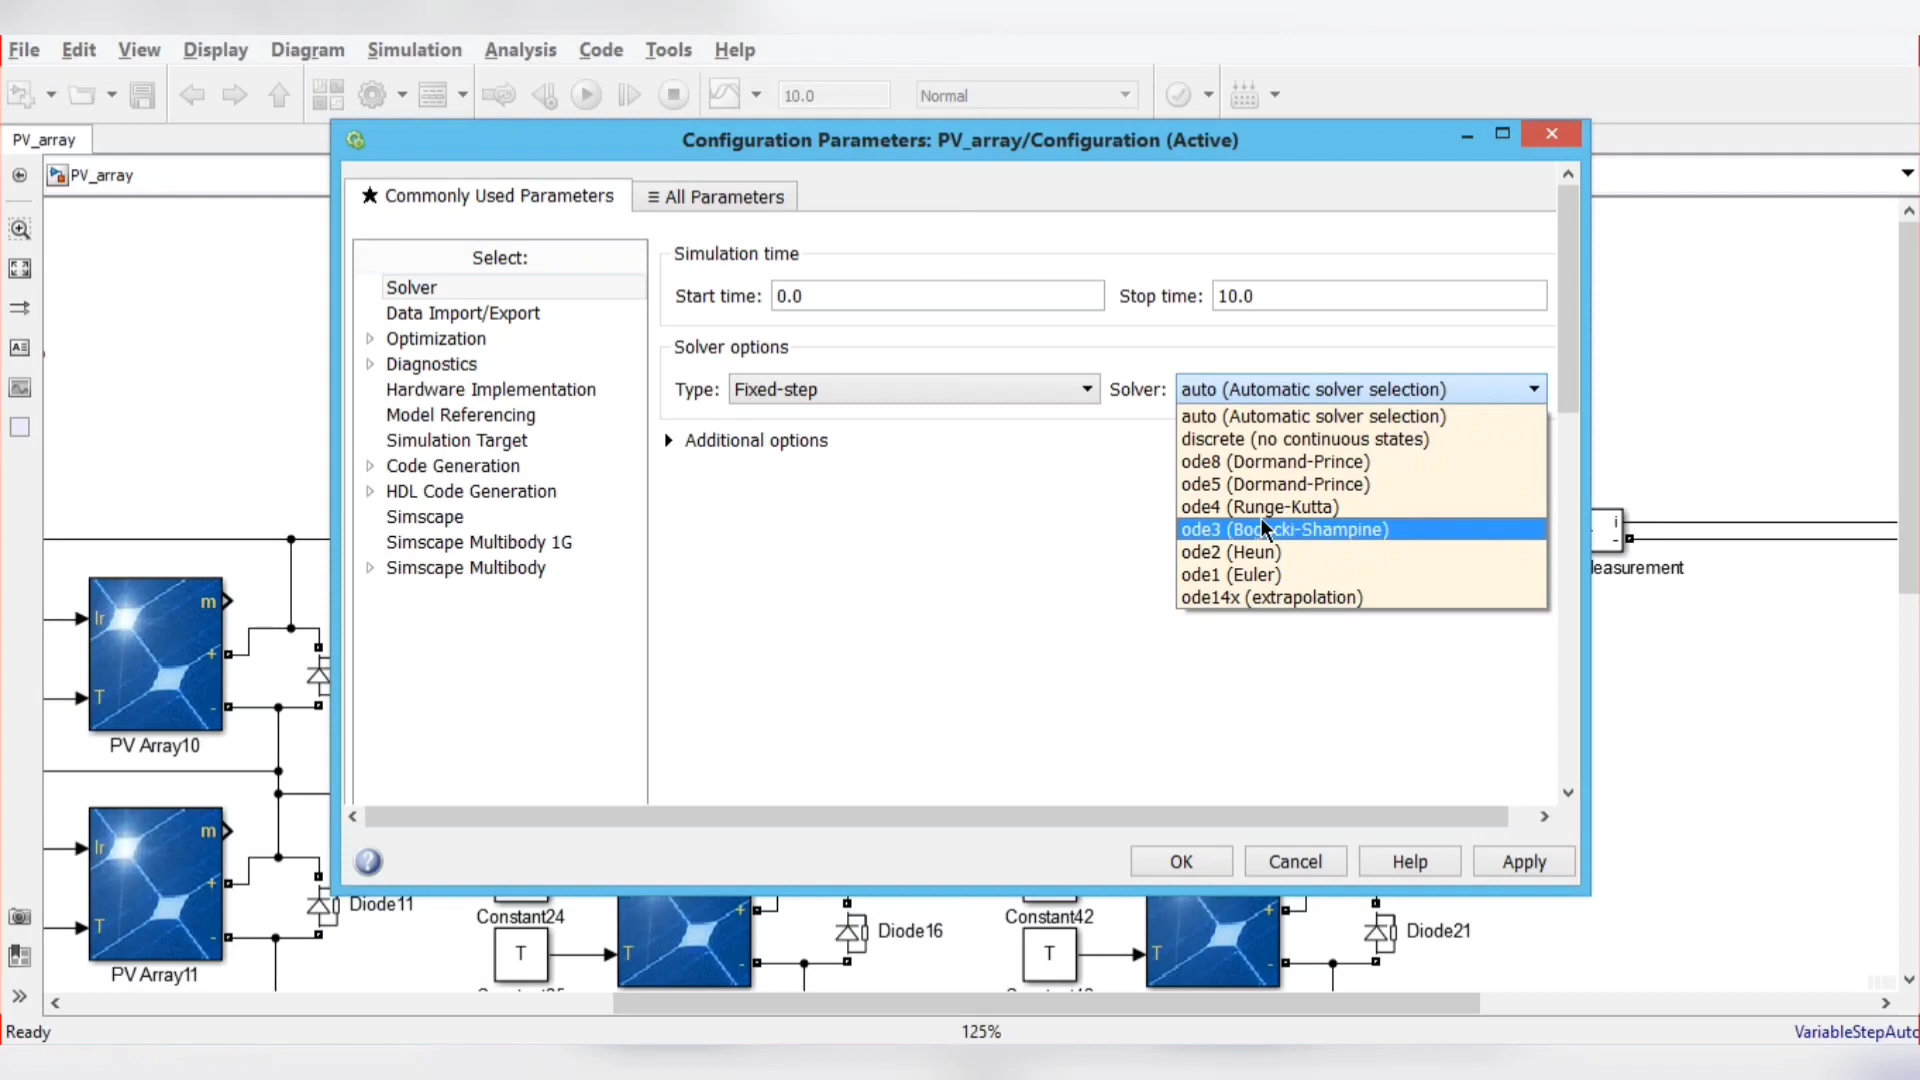 File Edit View Display Diagram Simulation Analysis Code Tools Help
10.0 Normal
PV_array
PV_array
Configuration Parameters: PV_array/Configuration (Active)
Commonly Used Parameters
All Parameters
Select:
Solver
Data Import/Export
Optimization
Diagnostics
Hardware Implementation
Model Referencing
Simulation Target
Code Generation
HDL Code Generation
Simscape
Simscape Multibody 1G
Simscape Multibody
Simulation time
Start time: 0.0 Stop time: 10.0
Solver options
Type: Fixed-step Solver: auto (Automatic solver selection)
Additional options
auto (Automatic solver selection)
discrete (no continuous states)
ode8 (Dormand-Prince)
ode5 (Dormand-Prince)
ode4 (Runge-Kutta)
ode3 (Bogacki-Shampine)
ode2 (Heun)
ode1 (Euler)
ode14x (extrapolation)
OK Cancel Help Apply
i
-
easurement
m
Ir
+
T
-
PV Array10
m
Ir
+
T
-
PV Array11
Diode11
Constant24
T
+
T
-
Diode16
Constant42
T
+
T
-
Diode21
Ready 125% VariableStepAuto